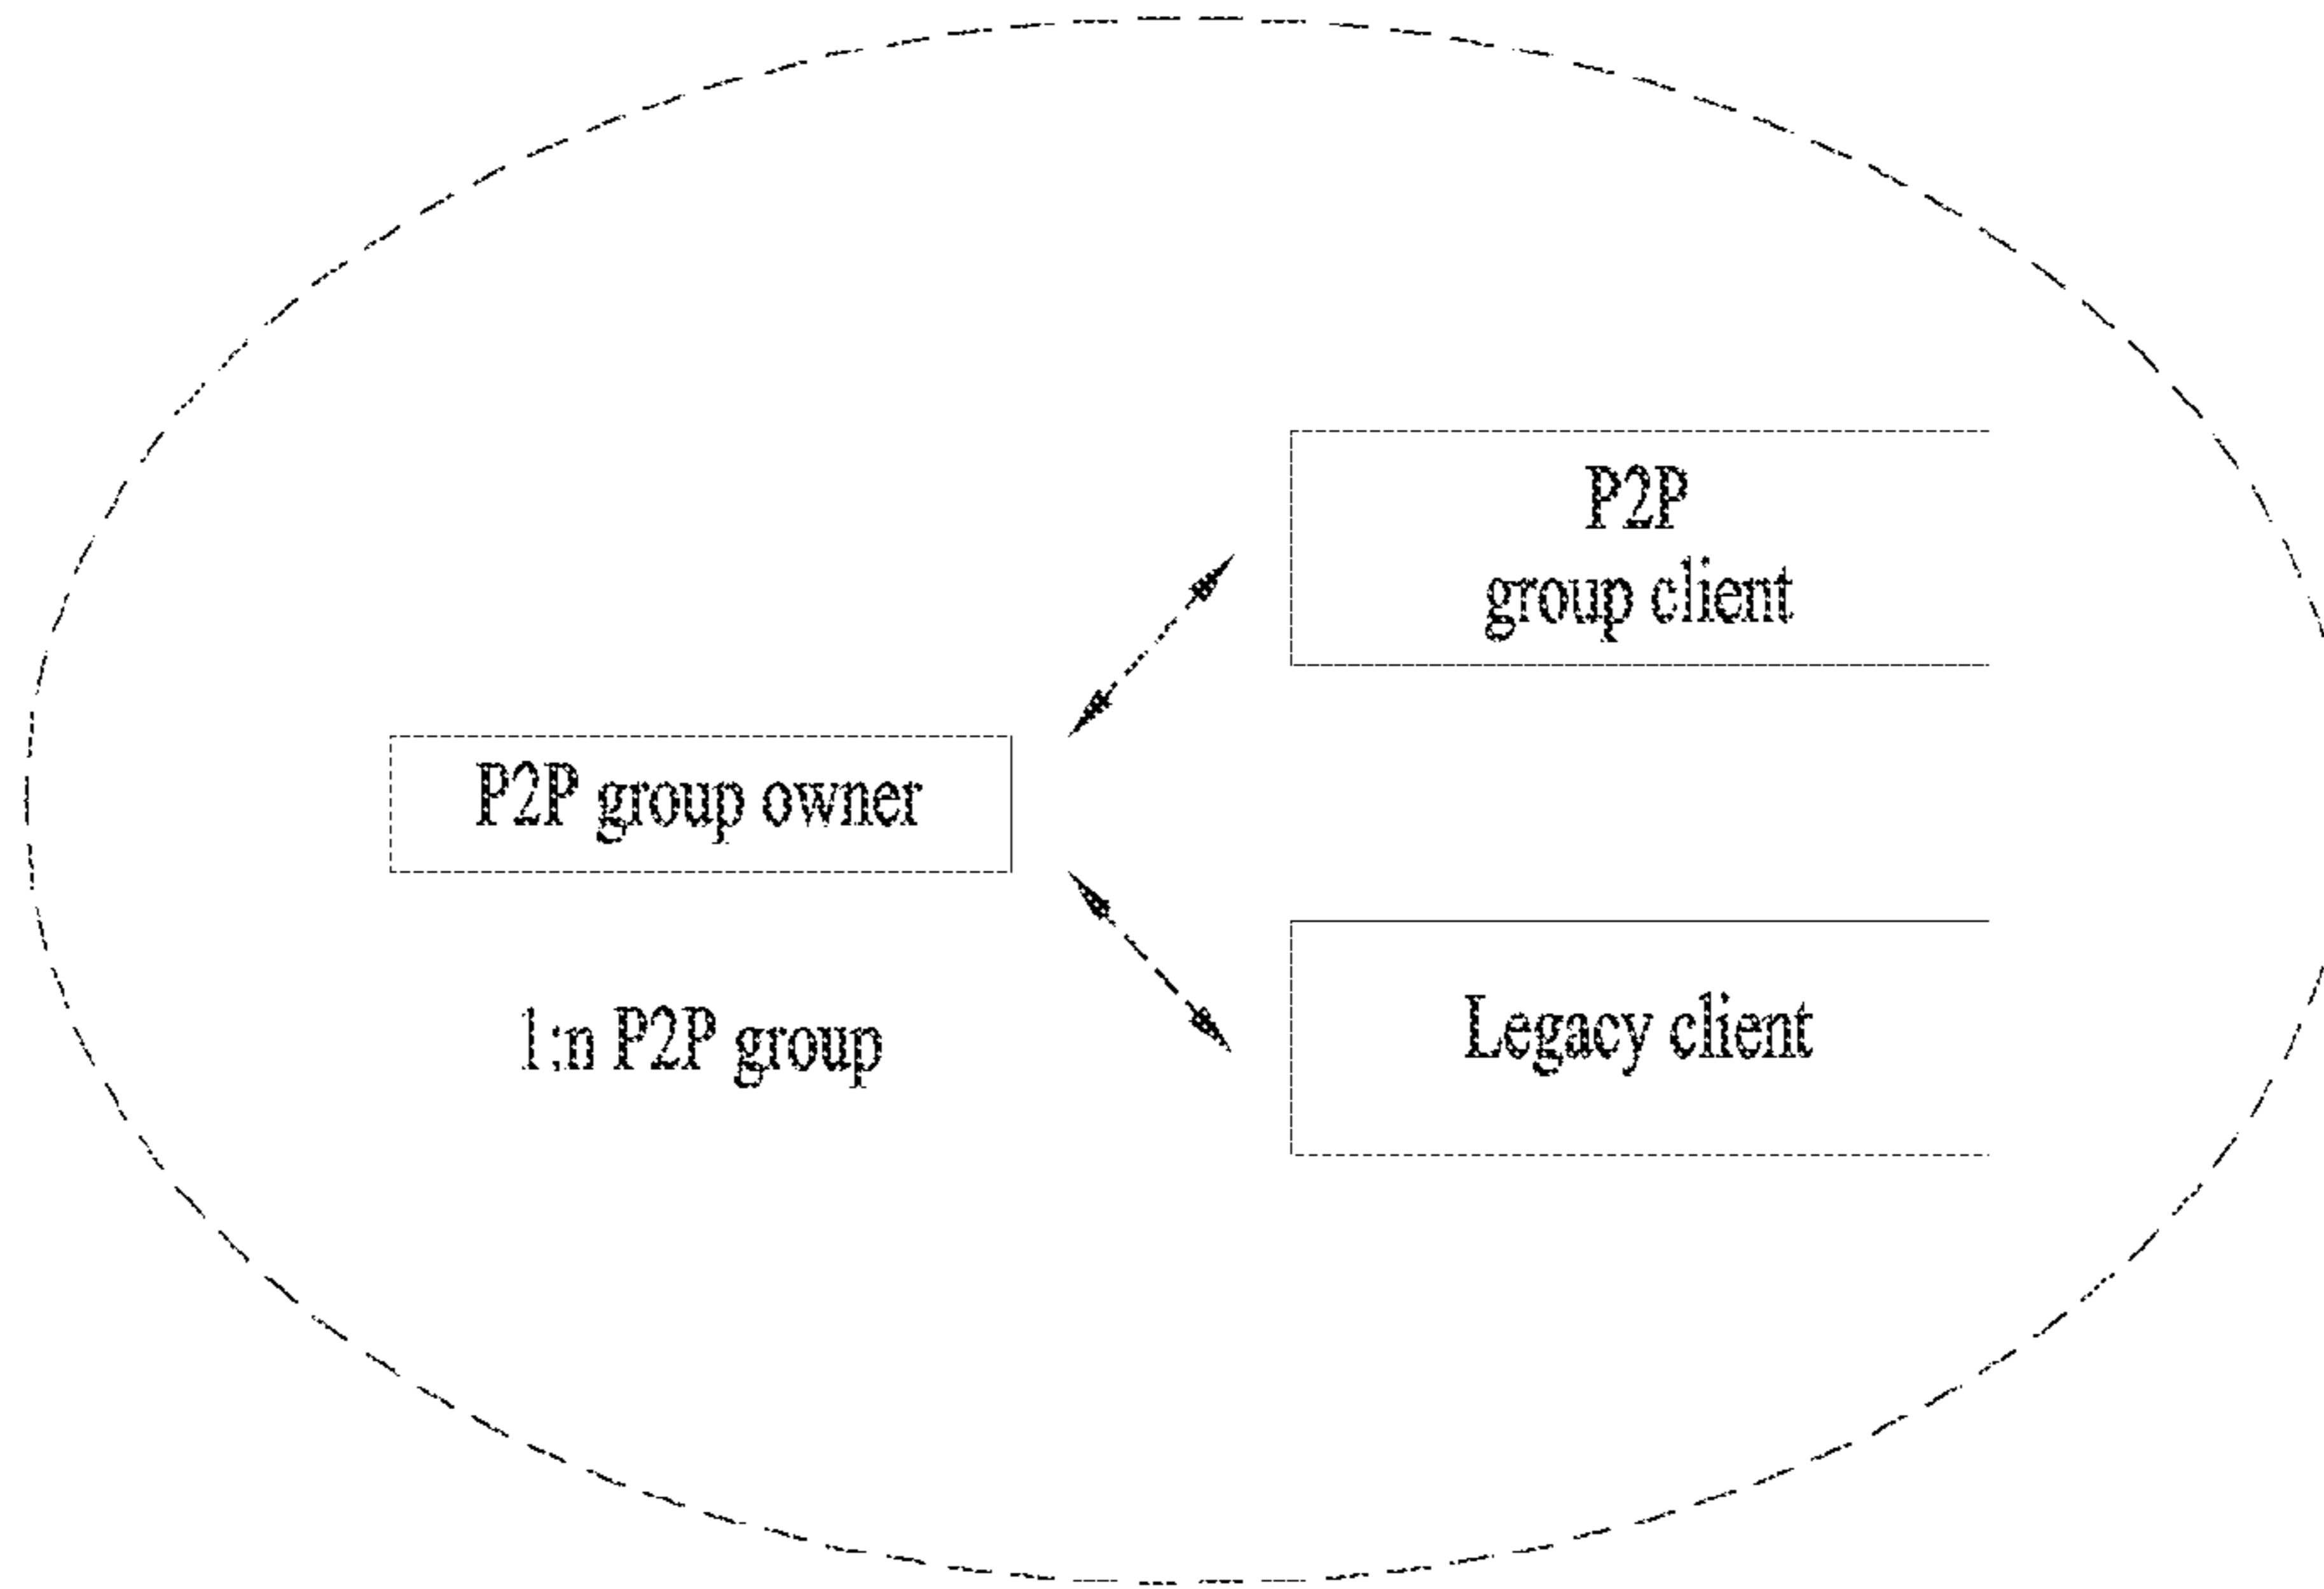 P2P
group client
P2P group owner
1:n P2P group
Legacy client